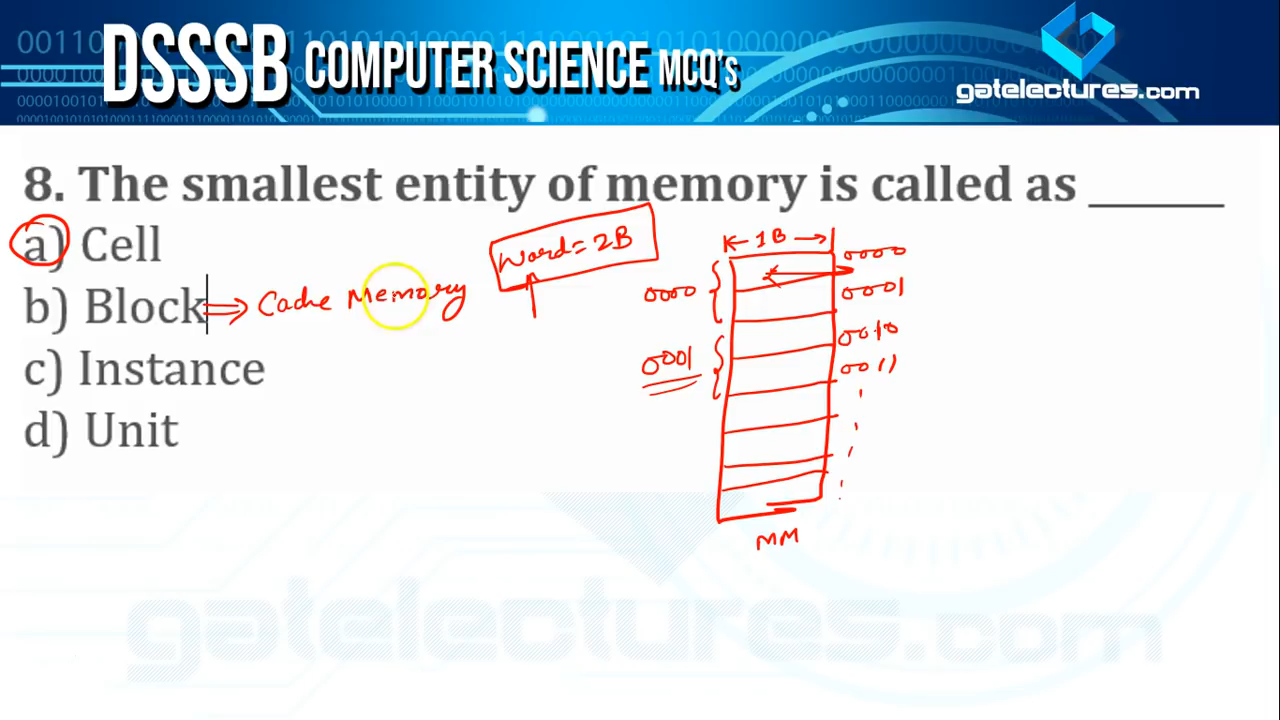 DSSSB COMPUTER SCIENCE MCQ's
gatelectures.com
8. The smallest entity of memory is called as ______
a) Cell
b) Block ⇒ Cache Memory
c) Instance
d) Unit
Word = 2B
1B
0000
0000
0001
0010
0001
0011
MM
gatelectures.com